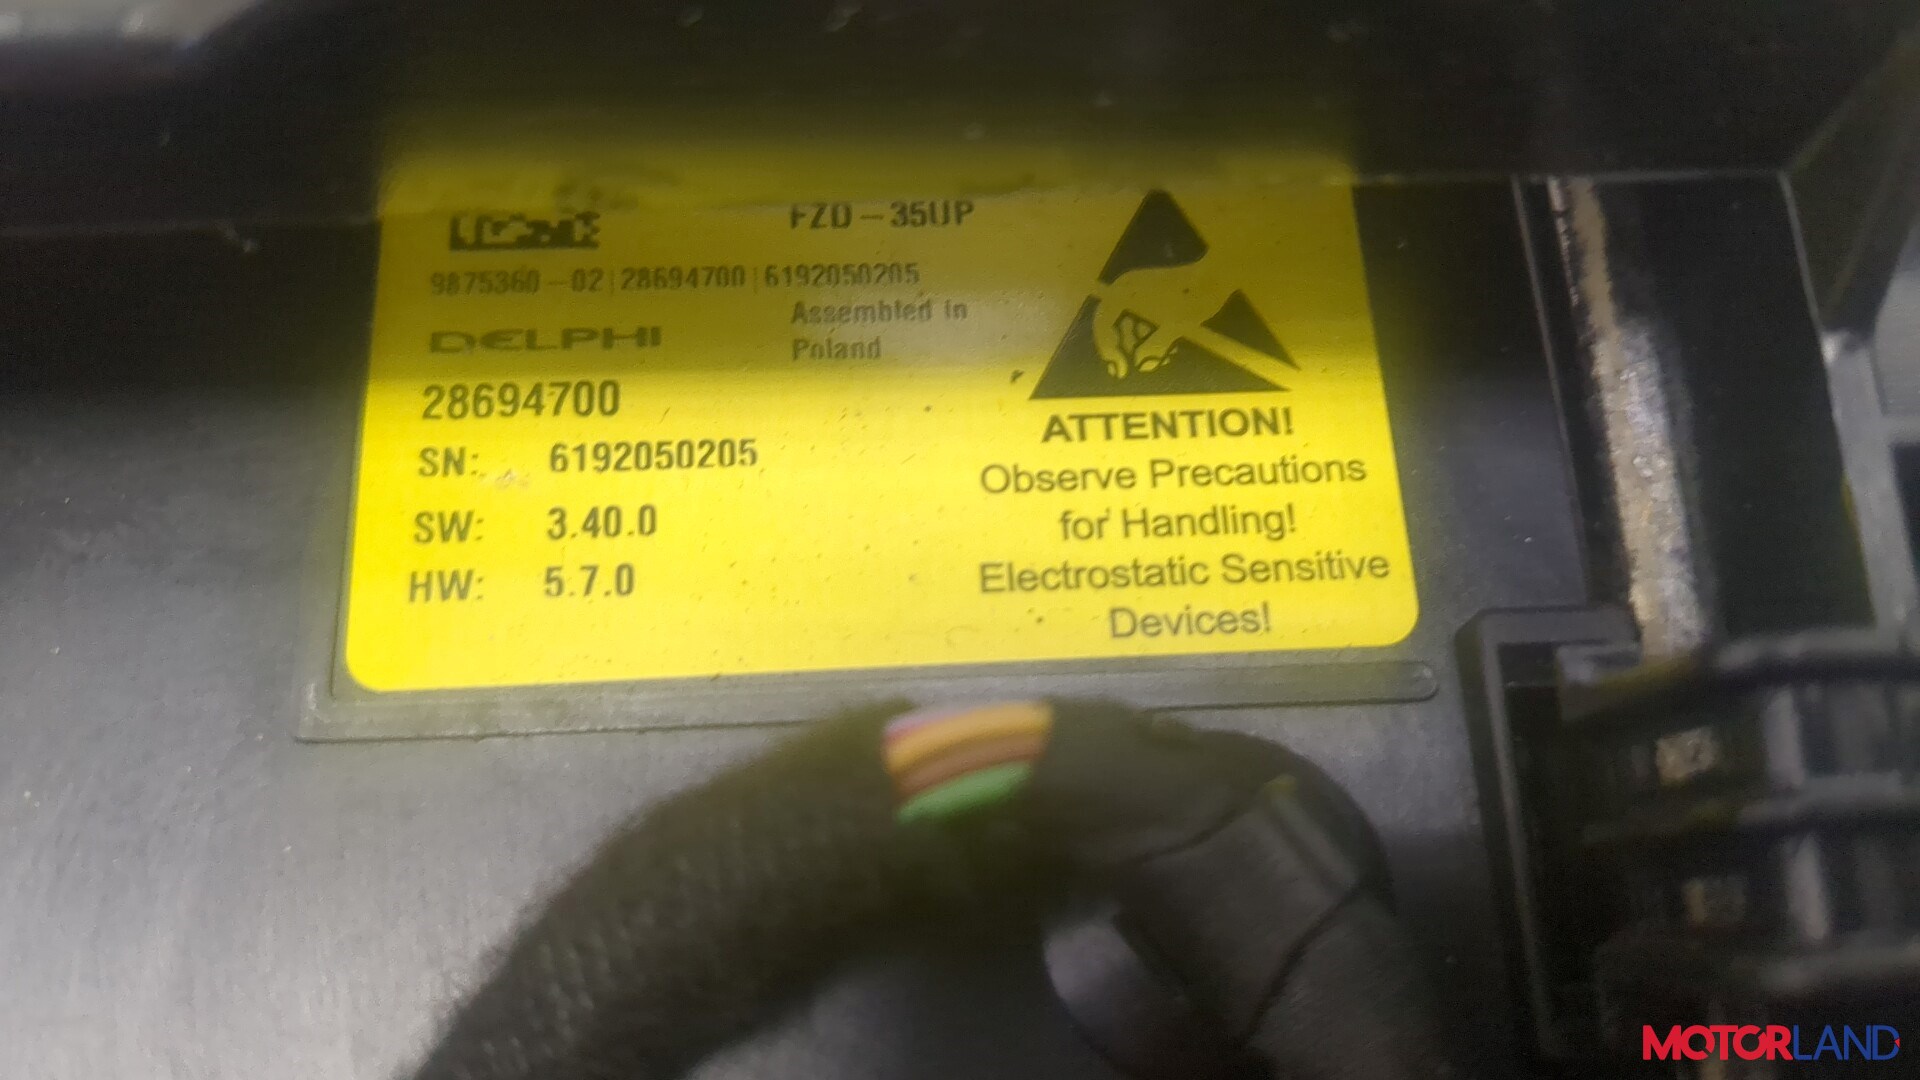 FZD-35UP
9875360-02|28694700|6192050205
DELPHI
Assembled in
Poland
28694700
SN: 6192050205
SW: 3.40.0
HW: 5.7.0
ATTENTION!
Observe Precautions
for Handling!
Electrostatic Sensitive
Devices!
MOTORLAND